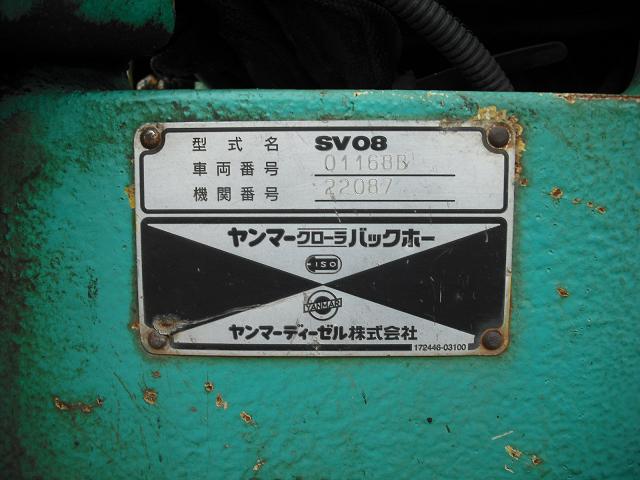 型式名 SV08
車両番号 01168B
機関番号 22087
ヤンマークローラバックホー
ISO
YANMAR
ヤンマーディーゼル株式会社
172446-03100